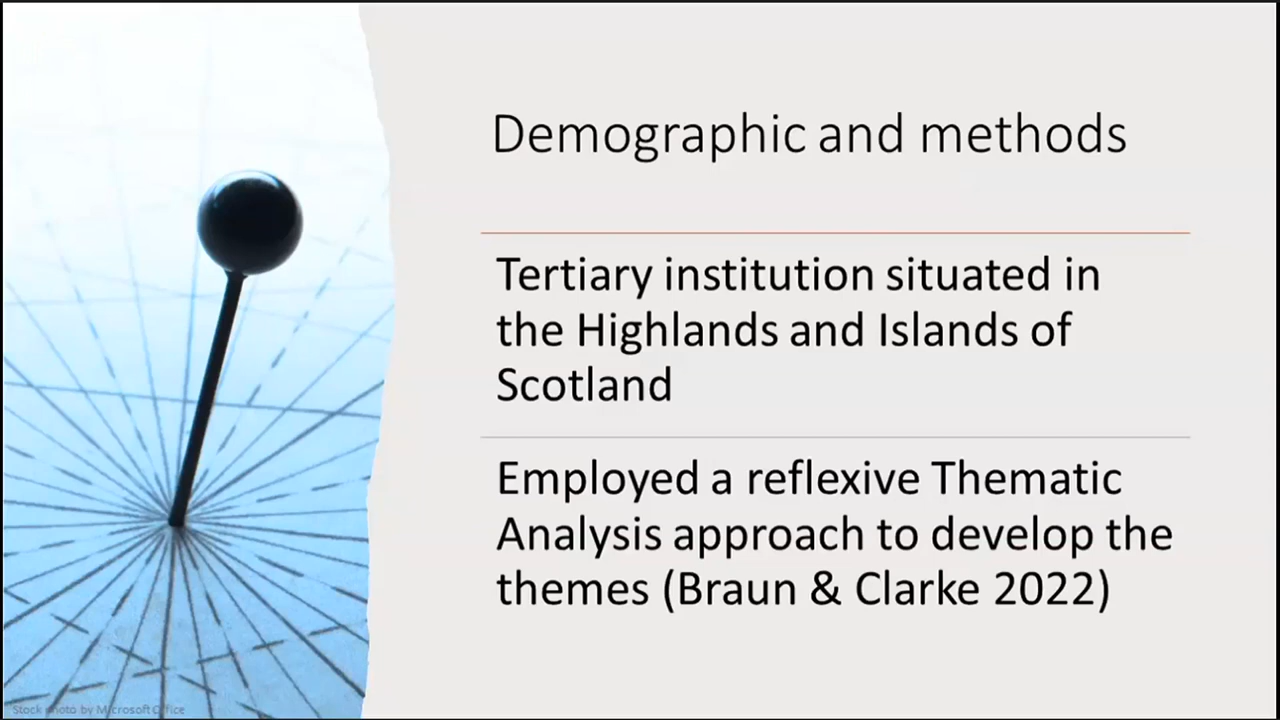 Demographic and methods
Tertiary institution situated in
the Highlands and Islands of
Scotland
Employed a reflexive Thematic
Analysis approach to develop the
themes (Braun & Clarke 2022)
Stock photo by Microsoft Office